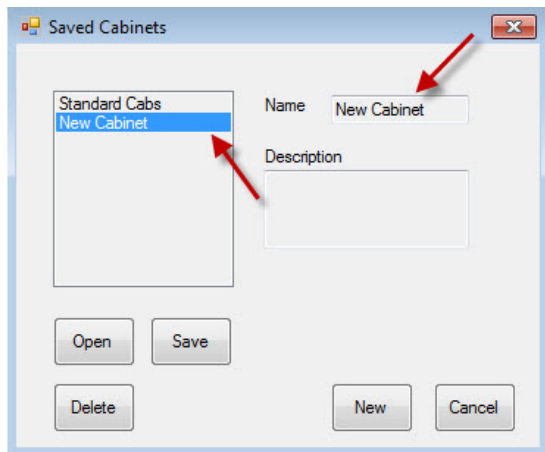 Saved Cabinets
Standard Cabs
New Cabinet
Name
New Cabinet
Description
Open
Save
Delete
New
Cancel